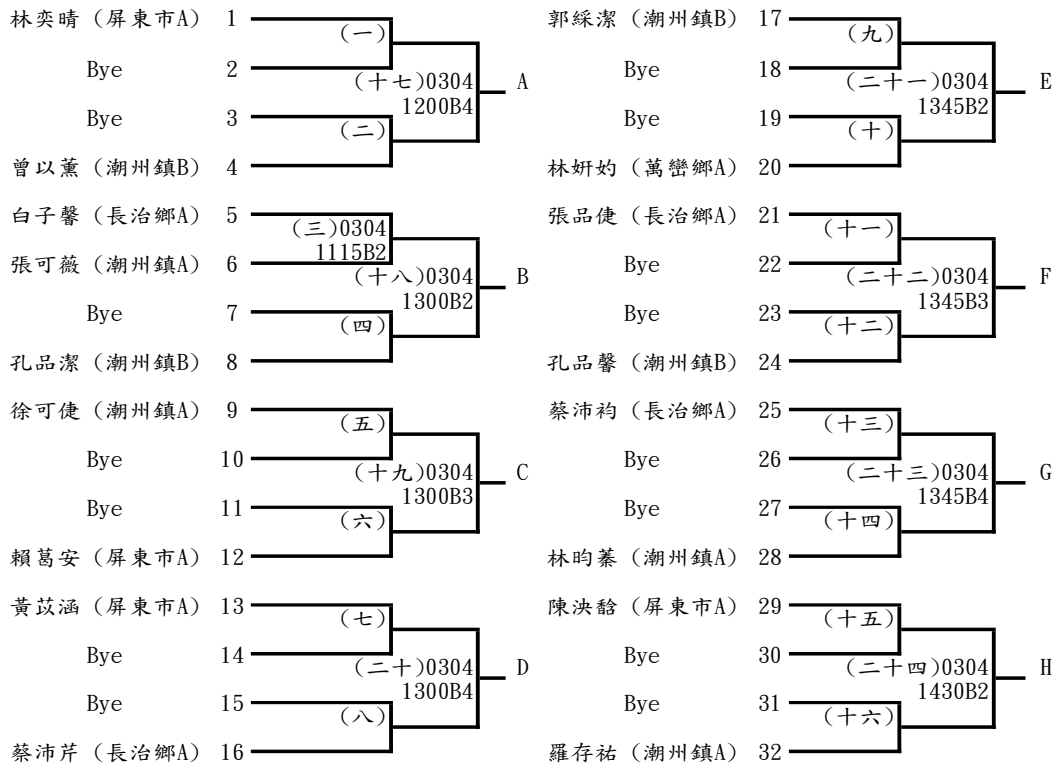 林奕晴 (屏東市A) 1
(一)
Bye 2
(十七)0304
1200B4
A
Bye 3
(二)
曾以薰 (潮州鎮B) 4
白子馨 (長治鄉A) 5
(三)0304
1115B2
張可薇 (潮州鎮A) 6
(十八)0304
1300B2
B
Bye 7
(四)
孔品潔 (潮州鎮B) 8
徐可倢 (潮州鎮A) 9
(五)
Bye 10
(十九)0304
1300B3
C
Bye 11
(六)
賴葛安 (屏東市A) 12
黃苡涵 (屏東市A) 13
(七)
Bye 14
(二十)0304
1300B4
D
Bye 15
(八)
蔡沛芹 (長治鄉A) 16
郭綵潔 (潮州鎮B) 17
(九)
Bye 18
(二十一)0304
1345B2
E
Bye 19
(十)
林妍妁 (萬巒鄉A) 20
張品倢 (長治鄉A) 21
(十一)
Bye 22
(二十二)0304
1345B3
F
Bye 23
(十二)
孔品馨 (潮州鎮B) 24
蔡沛袀 (長治鄉A) 25
(十三)
Bye 26
(二十三)0304
1345B4
G
Bye 27
(十四)
林昀蓁 (潮州鎮A) 28
陳泱馠 (屏東市A) 29
(十五)
Bye 30
(二十四)0304
1430B2
H
Bye 31
(十六)
羅存祐 (潮州鎮A) 32